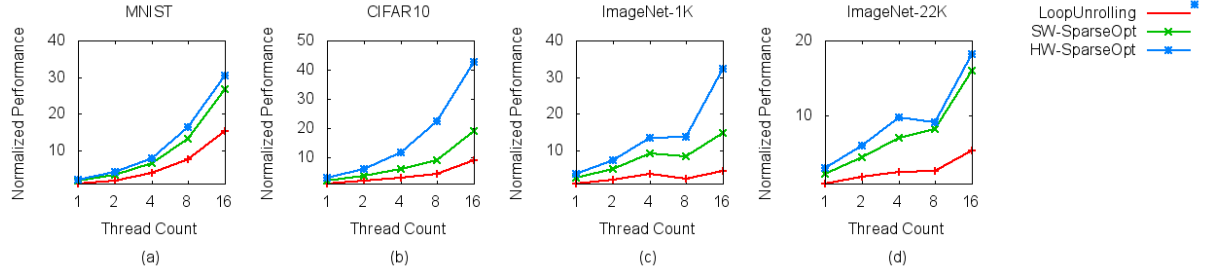 MNIST
Normalized Performance
40
30
20
10
1 2 4 8 16
Thread Count
(a)
CIFAR10
Normalized Performance
50
40
30
20
10
1 2 4 8 16
Thread Count
(b)
ImageNet-1K
Normalized Performance
40
30
20
10
1 2 4 8 16
Thread Count
(c)
ImageNet-22K
Normalized Performance
20
10
1 2 4 8 16
Thread Count
(d)
LoopUnrolling
SW-SparseOpt
HW-SparseOpt